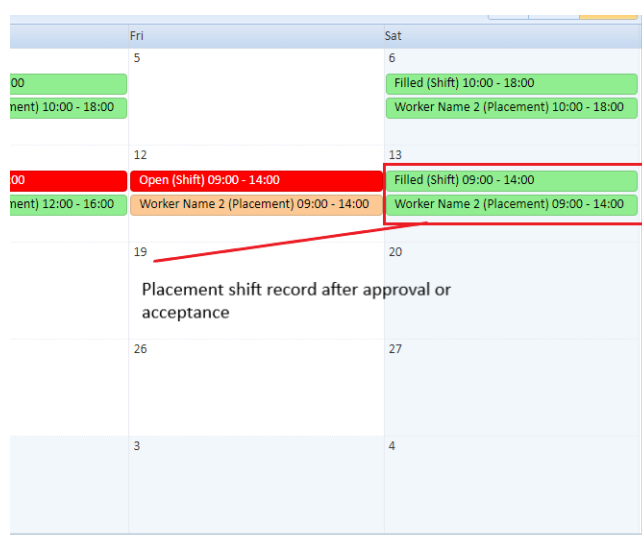 Fri
Sat
5
6
00
Filled (Shift) 10:00 - 18:00
ment) 10:00 - 18:00
Worker Name 2 (Placement) 10:00 - 18:00
12
13
:00
Open (Shift) 09:00 - 14:00
Filled (Shift) 09:00 - 14:00
ment) 12:00 - 16:00
Worker Name 2 (Placement) 09:00 - 14:00
Worker Name 2 (Placement) 09:00 - 14:00
19
20
Placement shift record after approval or
acceptance
26
27
3
4